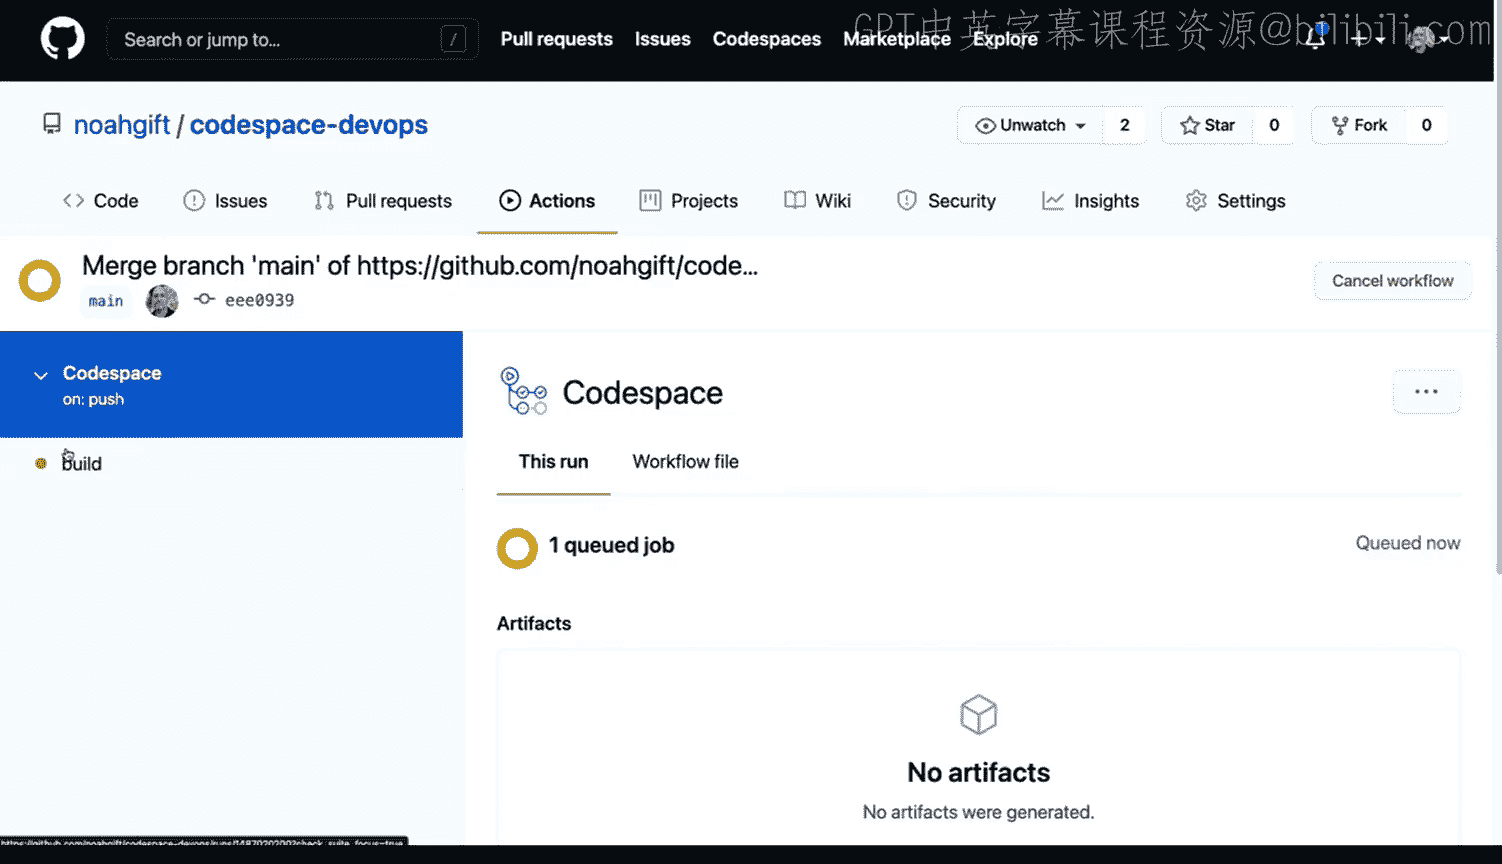 GPT中英字幕课程资源@bilibili.com
Search or jump to... /
Pull requests Issues Codespaces Marketplace Explore
noahgift / codespace-devops
Unwatch 2 Star 0 Fork 0
Code Issues Pull requests Actions Projects Wiki Security Insights Settings
Merge branch 'main' of https://github.com/noahgift/code...
main eee0939
Cancel workflow
Codespace
on: push
build
Codespace
...
This run Workflow file
1 queued job Queued now
Artifacts
No artifacts
No artifacts were generated.